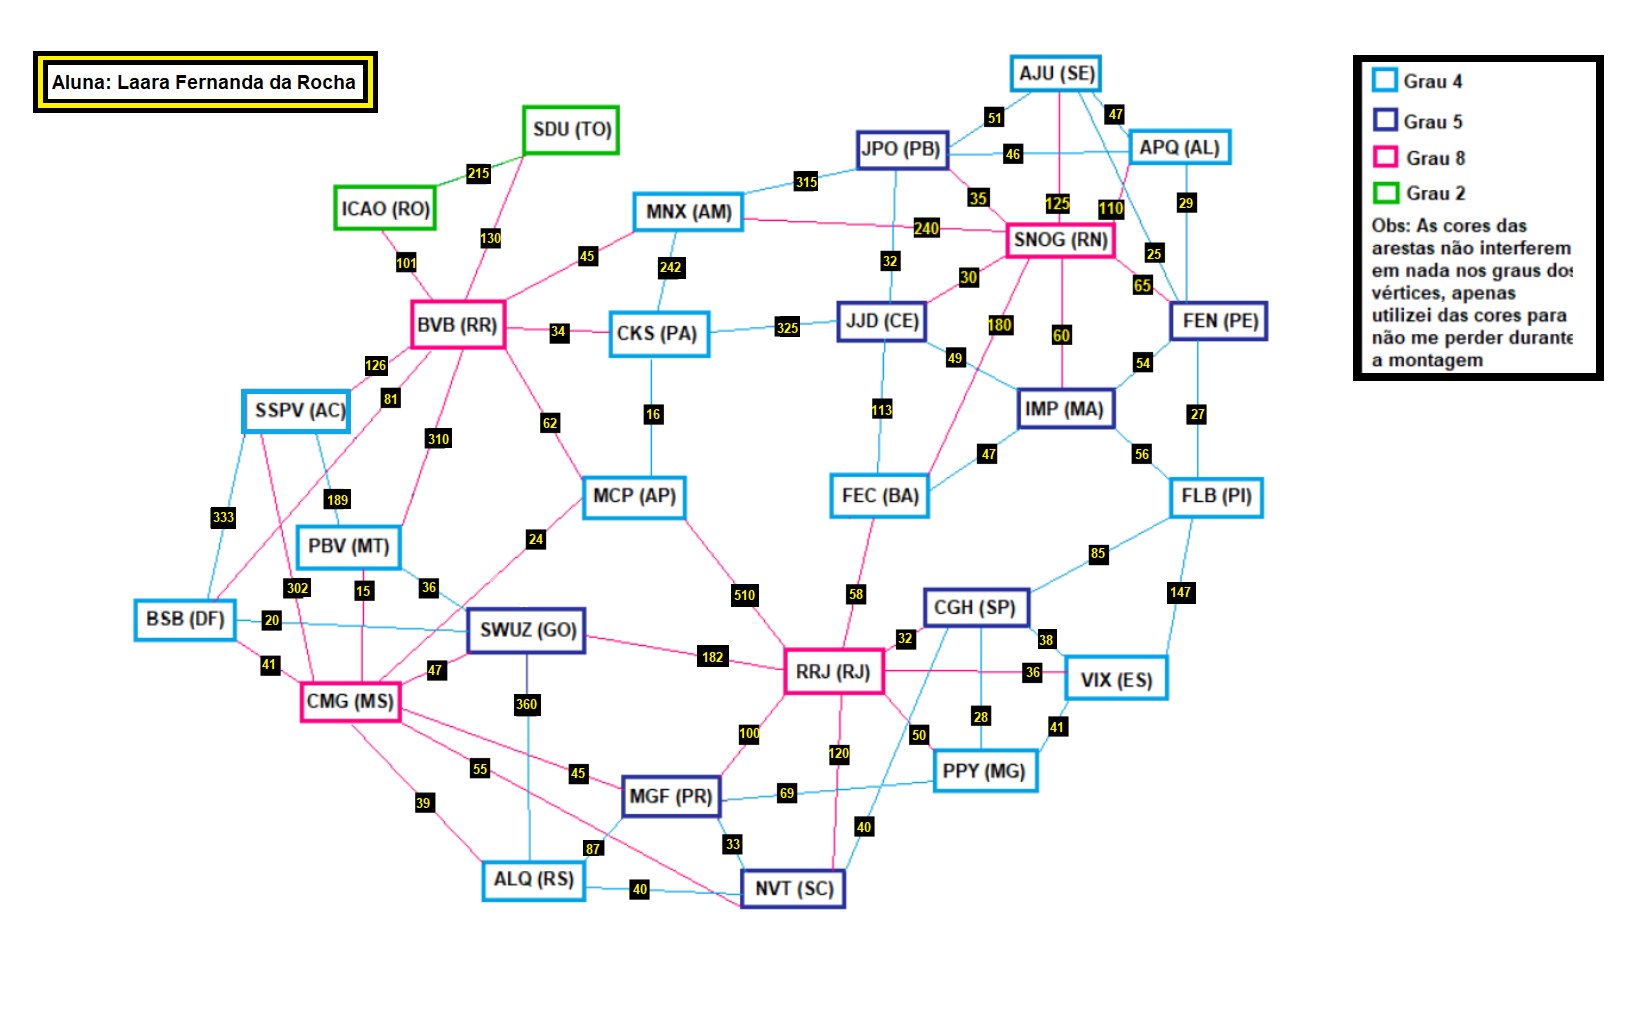 Aluna: Laara Fernanda da Rocha
AJU (SE)
Grau 4
Grau 5
Grau 8
Grau 2
Obs: As cores das
arestas não interferem
em nada nos graus dos
vértices, apenas
utilizei das cores para
não me perder durante
a montagem
51
47
SDU (TO)
JPO (PB)
46
APQ (AL)
215
315
35
125
110
29
ICAO (RO)
MNX (AM)
240
SNOG (RN)
130
45
101
242
32
25
30
65
BVB (RR)
34
CKS (PA)
325
JJD (CE)
180
60
FEN (PE)
126
49
54
81
SSPV (AC)
16
113
IMP (MA)
27
62
310
47
56
189
MCP (AP)
FEC (BA)
FLB (PI)
333
24
PBV (MT)
85
302
15
36
510
58
147
BSB (DF)
20
SWUZ (GO)
CGH (SP)
32
38
41
47
182
RRJ (RJ)
36
VIX (ES)
CMG (MS)
360
28
41
100
50
120
55
45
PPY (MG)
39
MGF (PR)
69
40
87
33
ALQ (RS)
40
NVT (SC)